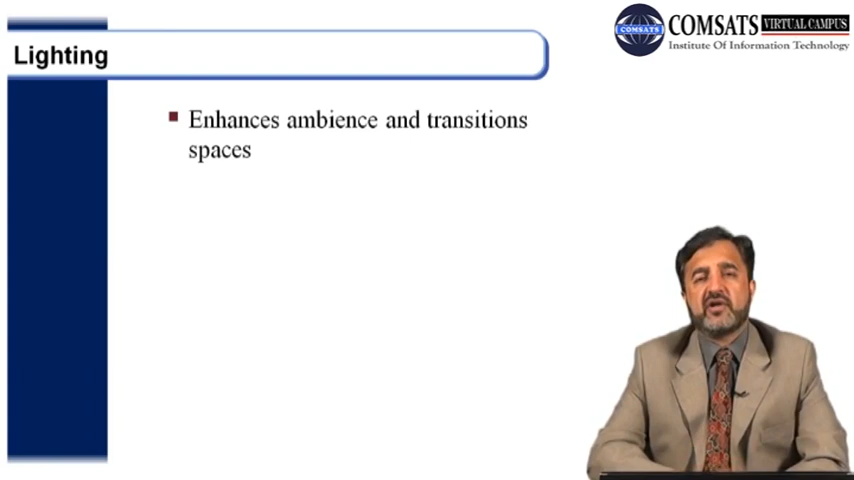 Lighting
COMSATS VIRTUAL CAMPUS
COMSATS
Institute Of Information Technology
Enhances ambience and transitions
spaces